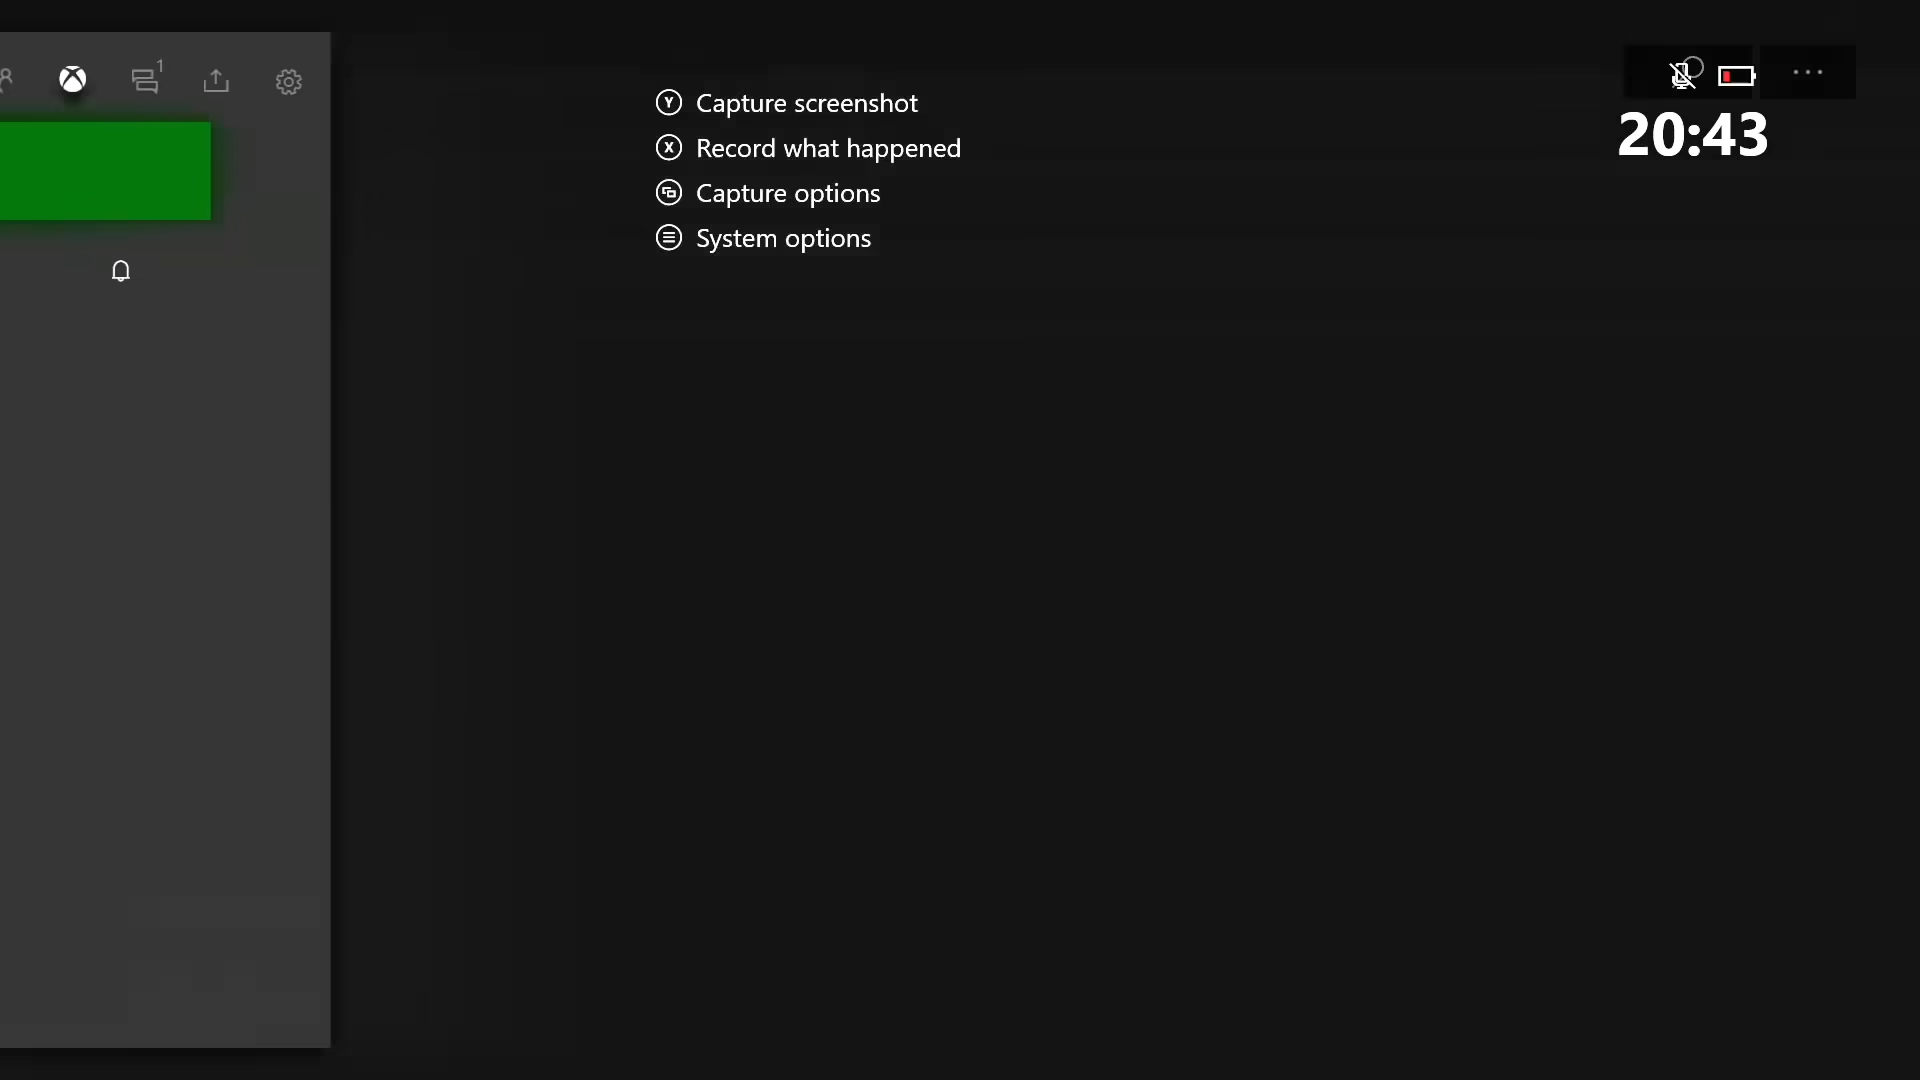 1
Y Capture screenshot
X Record what happened
Capture options
System options
20:43